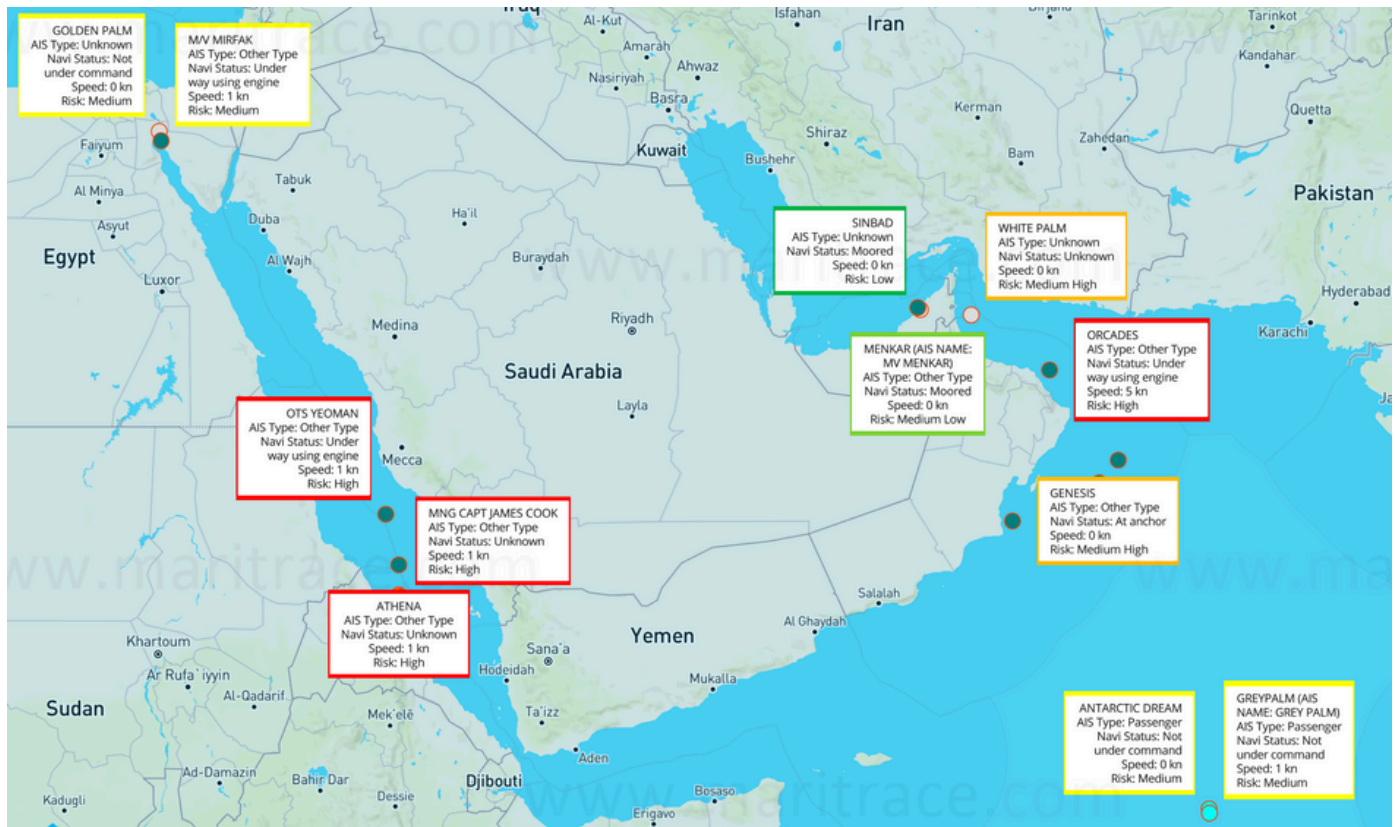 GOLDEN PALM
AIS Type: Unknown
Navi Status: Not
under command
Speed: 0 kn
Risk: Medium
M/V MIRFAK
AIS Type: Other Type
Navi Status: Under
way using engine
Speed: 1 kn
Risk: Medium
Iraq
Al-Kut
Amarah
Nasiriyah
Basra
Ahwaz
Isfahan
Iran
Birjand
Tarinkot
Kandahar
Quetta
Kerman
Zahedan
Shiraz
Bam
Kuwait
Bushehr
Pakistan
Faiyum
Al Minya
Asyut
Egypt
Luxor
Tabuk
Duba
Al Wajh
Ha'il
Buraydah
Medina
Riyadh
Saudi Arabia
Layla
Mecca
Hyderabad
Karachi
SINBAD
AIS Type: Unknown
Navi Status: Moored
Speed: 0 kn
Risk: Low
WHITE PALM
AIS Type: Unknown
Navi Status: Unknown
Speed: 0 kn
Risk: Medium High
MENKAR (AIS NAME:
MV MENKAR)
AIS Type: Other Type
Navi Status: Moored
Speed: 0 kn
Risk: Medium Low
ORCADES
AIS Type: Other Type
Navi Status: Under
way using engine
Speed: 5 kn
Risk: High
OTS YEOMAN
AIS Type: Other Type
Navi Status: Under
way using engine
Speed: 1 kn
Risk: High
MNG CAPT JAMES COOK
AIS Type: Other Type
Navi Status: Unknown
Speed: 1 kn
Risk: High
GENESIS
AIS Type: Other Type
Navi Status: At anchor
Speed: 0 kn
Risk: Medium High
ATHENA
AIS Type: Other Type
Navi Status: Unknown
Speed: 1 kn
Risk: High
Khartoum
Ar Rufa`iyyin
Al-Qadarif
Sudan
Mek'elē
Ad-Damazin
Bahir Dar
Dessie
Kadugli
Salalah
Al Ghaydah
Yemen
Sana'a
Hodeidah
Mukalla
Ta'izz
Aden
Djibouti
Bosaso
Erigavo
ANTARCTIC DREAM
AIS Type: Passenger
Navi Status: Not
under command
Speed: 0 kn
Risk: Medium
GREYPALM (AIS
NAME: GREY PALM)
AIS Type: Passenger
Navi Status: Not
under command
Speed: 1 kn
Risk: Medium
www.maritrace.com